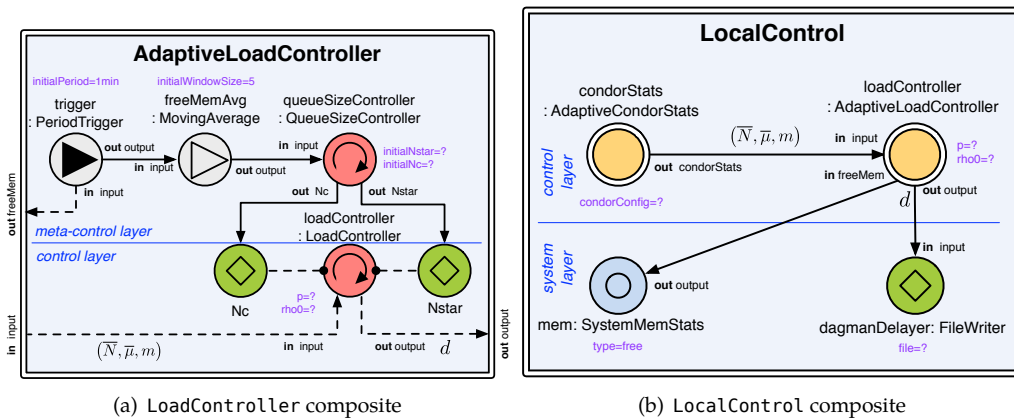 AdaptiveLoadController
initialPeriod=1min
initialWindowSize=5
trigger
: PeriodTrigger
freeMemAvg
: MovingAverage
queueSizeController
: QueueSizeController
out output
in input
in input
out output
in input
initialNstar=?
initialNc=?
out freeMem
out Nc
out Nstar
meta-control layer
control layer
loadController
: LoadController
p=?
rho0=?
Nc
Nstar
in input
(N̅, μ̅, m)
in input
out output
d
out output
(a) LoadController composite
LocalControl
condorStats
: AdaptiveCondorStats
loadController
: AdaptiveLoadController
control
layer
(N̅, μ̅, m)
in input
out condorStats
in freeMem
p=?
rho0=?
condorConfig=?
out output
d
system
layer
in input
out output
mem: SystemMemStats
type=free
dagmanDelayer: FileWriter
file=?
(b) LocalControl composite